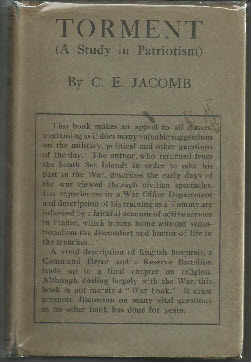 TORMENT
(A Study in Patriotism)
By C. E. JACOMB
This book makes an appeal to all classes,
containing as it does many valuable suggestions
on the military, political and other questions
of the day. The author, who returned from
the South Sea Islands in order to take his
part in the War, describes the early days of
the war viewed through civilian spectacles.
His experiences in a War Office Department
and description of his training as a Tommy are
followed by a faithful account of active service
in France, which brings home without sensa-
tionalism the discomfort and horror of life in
the trenches.
A vivid description of English hospitals, a
Command Depot and a Reserve Battalion
leads up to a final chapter on religion.
Although dealing largely with the War, this
book is not merely a "War book." It must
promote discussion on many vital questions
as no other book has done for years.